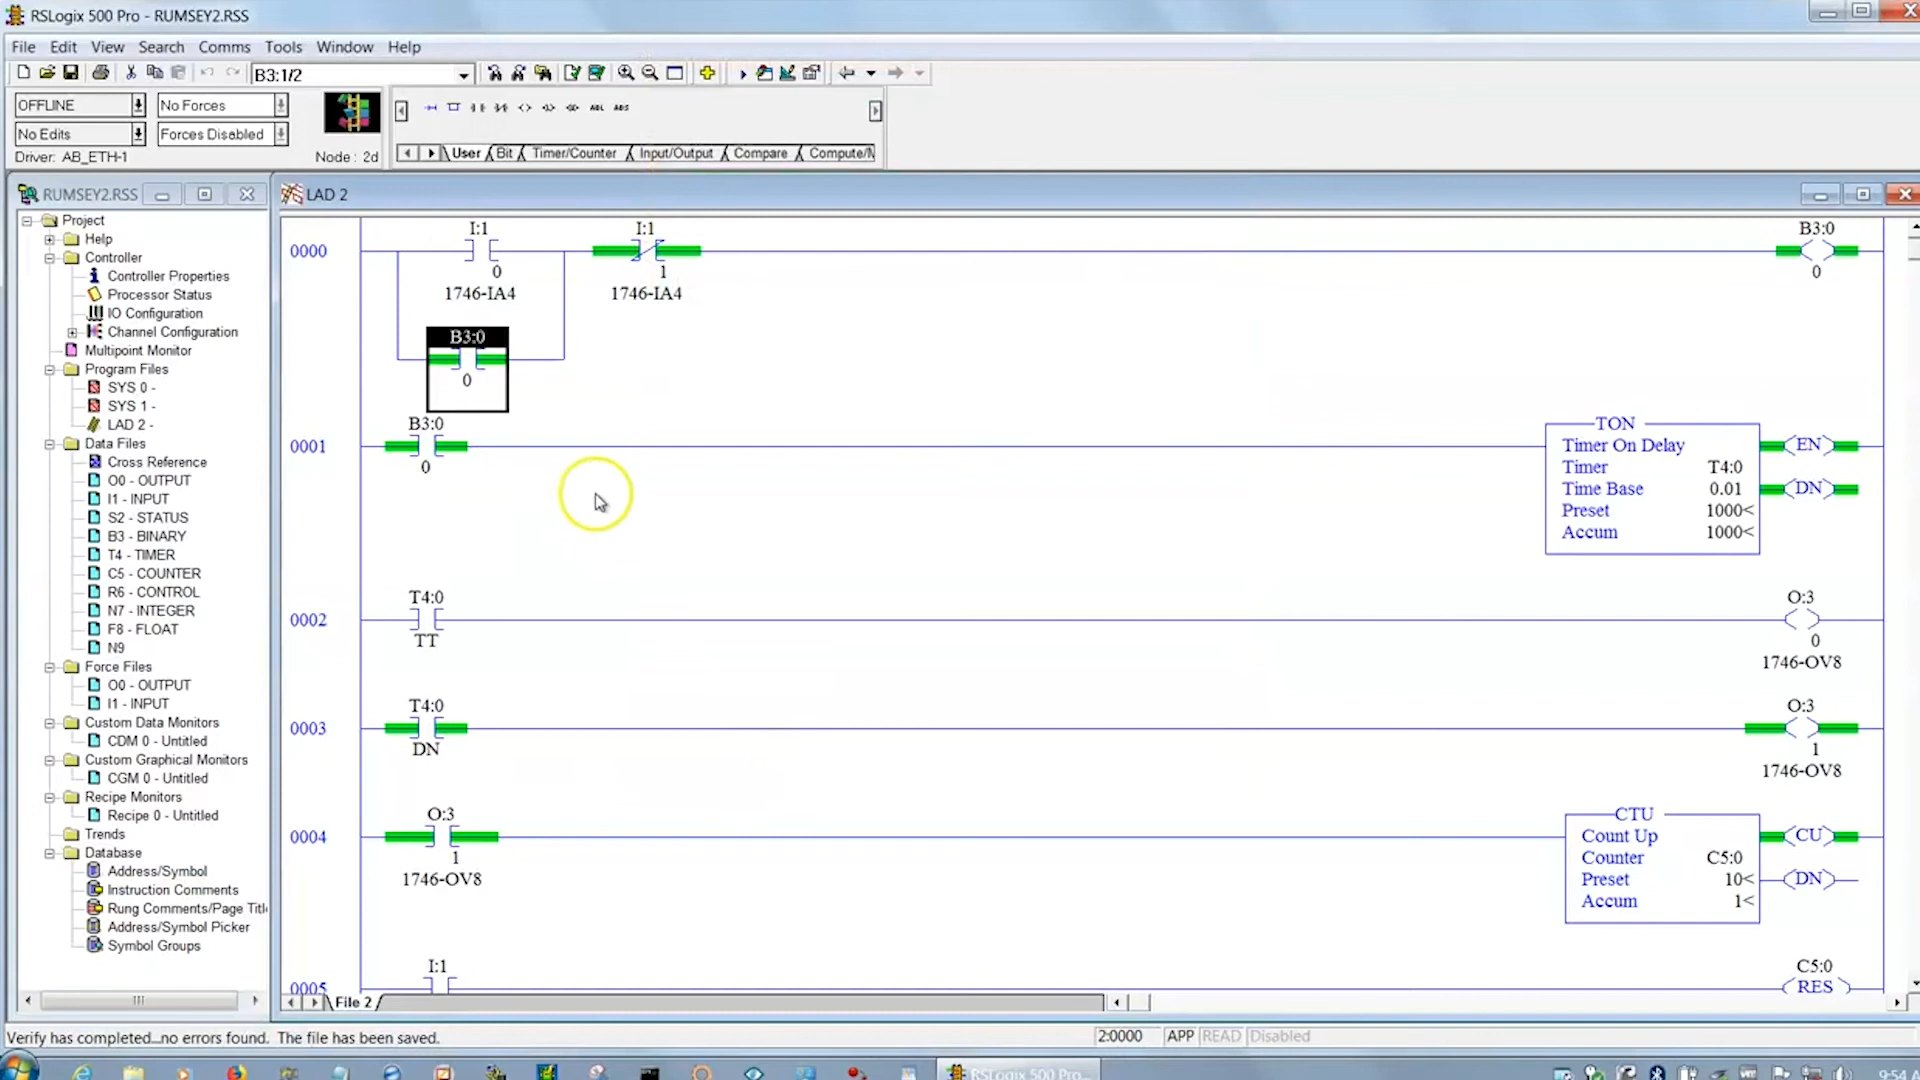 RSLogix 500 Pro - RUMSEY2.RSS
File Edit View Search Comms Tools Window Help
B3:1/2
OFFLINE No Forces
No Edits Forces Disabled
Driver: AB_ETH-1 Node : 2d
User Bit Timer/Counter Input/Output Compare Compute/M
RUMSEY2.RSS
Project
Help
Controller
Controller Properties
Processor Status
IO Configuration
Channel Configuration
Multipoint Monitor
Program Files
SYS 0 -
SYS 1 -
LAD 2 -
Data Files
Cross Reference
O0 - OUTPUT
I1 - INPUT
S2 - STATUS
B3 - BINARY
T4 - TIMER
C5 - COUNTER
R6 - CONTROL
N7 - INTEGER
F8 - FLOAT
N9
Force Files
O0 - OUTPUT
I1 - INPUT
Custom Data Monitors
CDM 0 - Untitled
Custom Graphical Monitors
CGM 0 - Untitled
Recipe Monitors
Recipe 0 - Untitled
Trends
Database
Address/Symbol
Instruction Comments
Rung Comments/Page Title
Address/Symbol Picker
Symbol Groups
LAD 2
I:1 I:1 B3:0
0000
0 1 0
1746-IA4 1746-IA4
B3:0
0
B3:0 TON
0001 Timer On Delay EN
0 Timer T4:0
Time Base 0.01 DN
Preset 1000<
Accum 1000<
T4:0 O:3
0002
TT 0
1746-OV8
T4:0 O:3
0003
DN 1
1746-OV8
O:3 CTU
0004 Count Up CU
1 Counter C5:0
1746-OV8 Preset 10< DN
Accum 1<
I:1 C5:0
0005 RES
File 2
Verify has completed...no errors found. The file has been saved. 2:0000 APP READ Disabled
RSLogix 500 Pro...
9:54 A